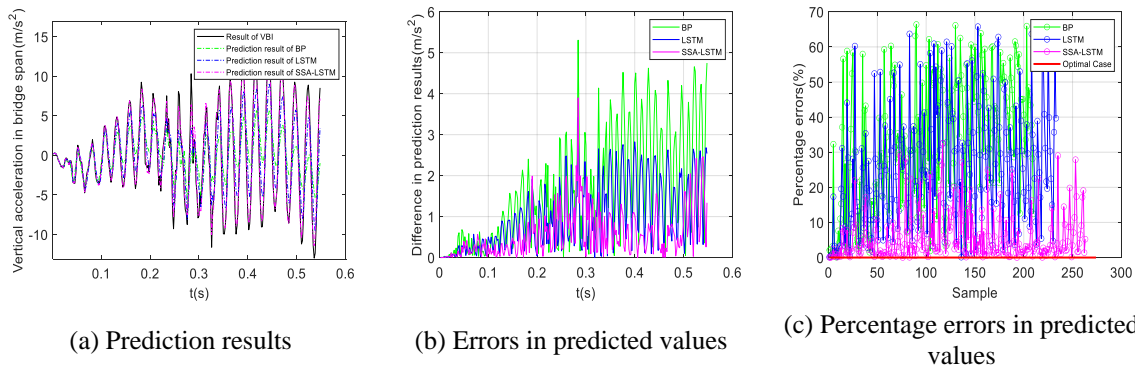 Vertical acceleration in bridge span(m/s²)
15
10
5
0
-5
-10
0.1 0.2 0.3 0.4 0.5 0.6
t(s)
Result of VBI
Prediction result of BP
Prediction result of LSTM
Prediction result of SSA-LSTM
(a) Prediction results
Difference in prediction results(m/s²)
6
5
4
3
2
1
0
0 0.1 0.2 0.3 0.4 0.5 0.6
t(s)
BP
LSTM
SSA-LSTM
(b) Errors in predicted values
Percentage errors(%)
70
60
50
40
30
20
10
0
0 50 100 150 200 250 300
Sample
BP
LSTM
SSA-LSTM
Optimal Case
(c) Percentage errors in predicted
values